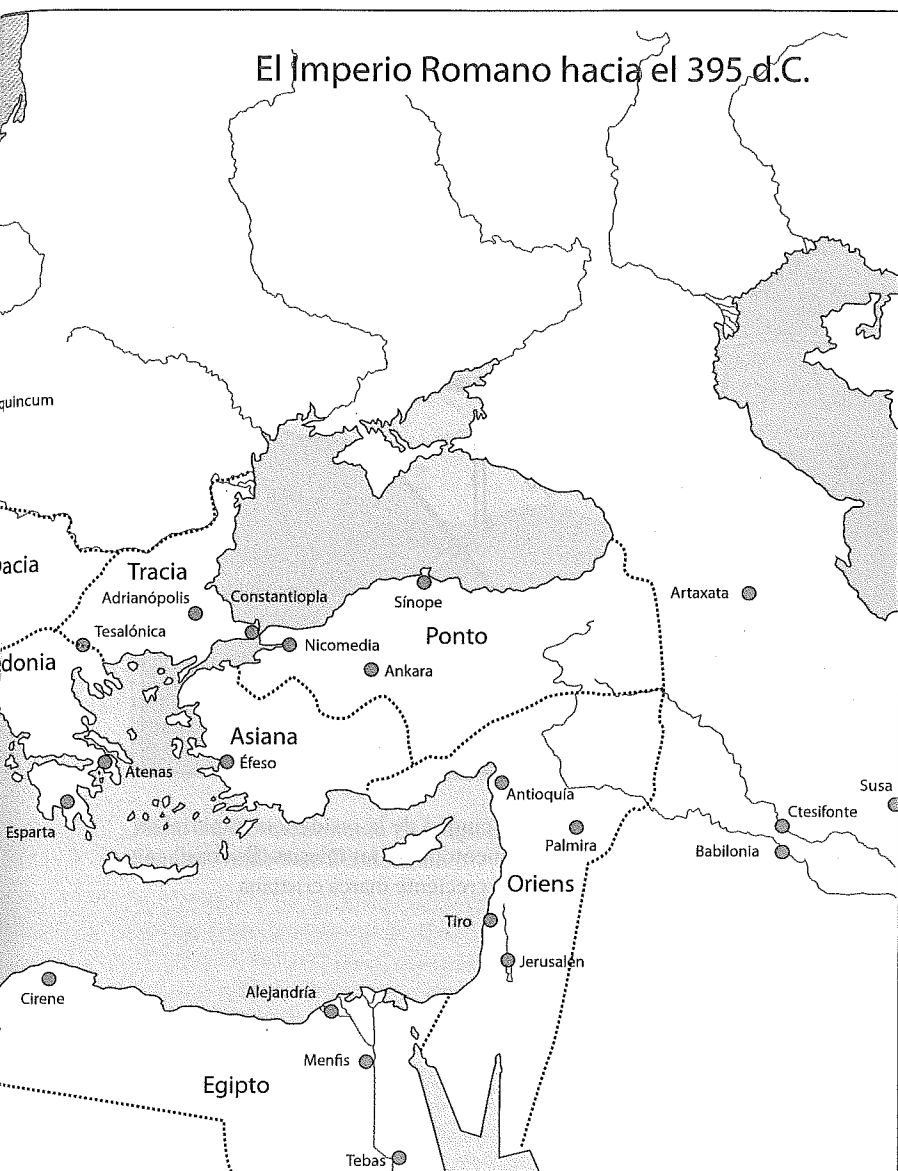 El Imperio Romano hacia el 395 d.C.
quincum
acia
Tracia
Adrianópolis
Constantiopla
Sínope
Artaxata
Tesalónica
Nicomedia
Ponto
donia
Ankara
Asiana
Éfeso
Atenas
Antioquía
Susa
Esparta
Ctesifonte
Palmira
Babilonia
Oriens
Tiro
Jerusalén
Cirene
Alejandría
Menfis
Egipto
Tebas